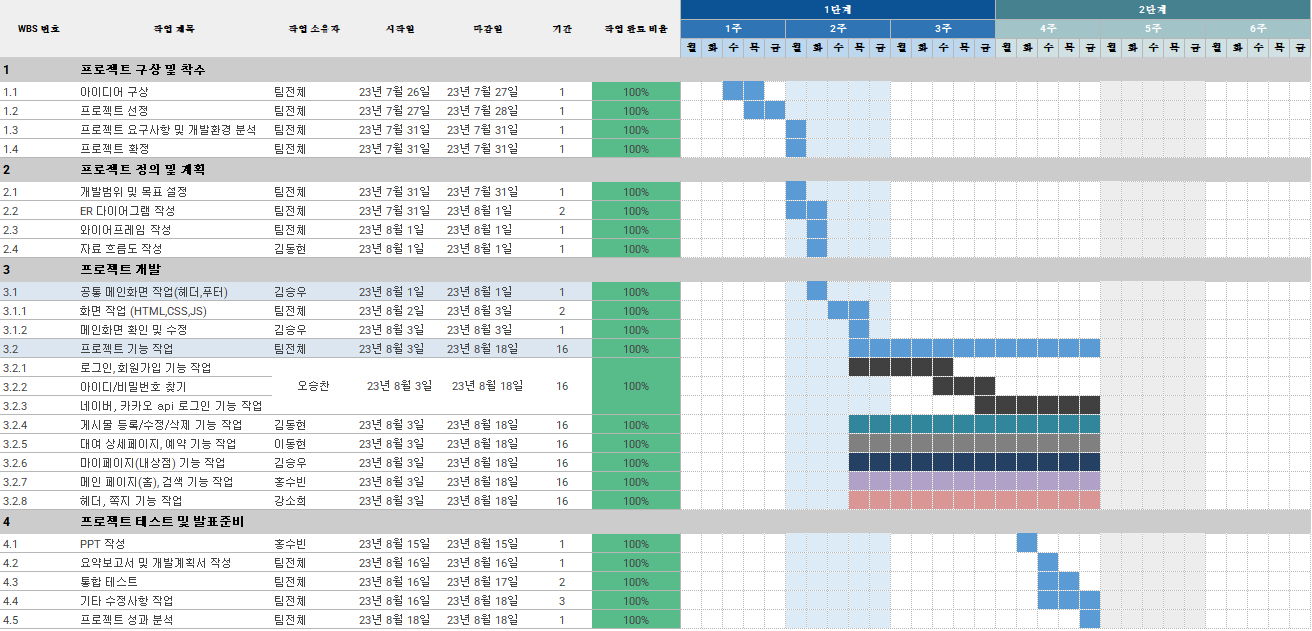 1단계 2단계
WBS 번호 작업 제목 작업 소유자 시작일 마감일 기간 작업 완료 비율 1주 2주 3주 4주 5주 6주
월 화 수 목 금 월 화 수 목 금 월 화 수 목 금 월 화 수 목 금 월 화 수 목 금 월 화 수 목 금
1 프로젝트 구상 및 착수
1.1 아이디어 구상 팀전체 23년 7월 26일 23년 7월 27일 1 100%
1.2 프로젝트 선정 팀전체 23년 7월 27일 23년 7월 28일 1 100%
1.3 프로젝트 요구사항 및 개발환경 분석 팀전체 23년 7월 31일 23년 7월 31일 1 100%
1.4 프로젝트 확정 팀전체 23년 7월 31일 23년 7월 31일 1 100%
2 프로젝트 정의 및 계획
2.1 개발범위 및 목표 설정 팀전체 23년 7월 31일 23년 7월 31일 1 100%
2.2 ER 다이어그램 작성 팀전체 23년 7월 31일 23년 8월 1일 2 100%
2.3 와이어프레임 작성 팀전체 23년 8월 1일 23년 8월 1일 1 100%
2.4 자료 흐름도 작성 김동현 23년 8월 1일 23년 8월 1일 1 100%
3 프로젝트 개발
3.1 공통 메인화면 작업(헤더,푸터) 김승우 23년 8월 1일 23년 8월 1일 1 100%
3.1.1 화면 작업 (HTML,CSS,JS) 팀전체 23년 8월 2일 23년 8월 3일 2 100%
3.1.2 메인화면 확인 및 수정 김승우 23년 8월 3일 23년 8월 3일 1 100%
3.2 프로젝트 기능 작업 팀전체 23년 8월 3일 23년 8월 18일 16 100%
3.2.1 로그인,회원가입 기능 작업
3.2.2 아이디/비밀번호 찾기 오승찬 23년 8월 3일 23년 8월 18일 16 100%
3.2.3 네이버, 카카오 api 로그인 기능 작업
3.2.4 게시물 등록/수정/삭제 기능 작업 김동현 23년 8월 3일 23년 8월 18일 16 100%
3.2.5 대여 상세페이지, 예약 기능 작업 이동현 23년 8월 3일 23년 8월 18일 16 100%
3.2.6 마이페이지(내상점) 기능 작업 김승우 23년 8월 3일 23년 8월 18일 16 100%
3.2.7 메인 페이지(홈), 검색 기능 작업 홍수빈 23년 8월 3일 23년 8월 18일 16 100%
3.2.8 헤더, 쪽지 기능 작업 강소희 23년 8월 3일 23년 8월 18일 16 100%
4 프로젝트 테스트 및 발표준비
4.1 PPT 작성 홍수빈 23년 8월 15일 23년 8월 15일 1 100%
4.2 요약보고서 및 개발계획서 작성 팀전체 23년 8월 16일 23년 8월 16일 1 100%
4.3 통합 테스트 팀전체 23년 8월 16일 23년 8월 17일 2 100%
4.4 기타 수정사항 작업 팀전체 23년 8월 16일 23년 8월 18일 3 100%
4.5 프로젝트 성과 분석 팀전체 23년 8월 18일 23년 8월 18일 1 100%